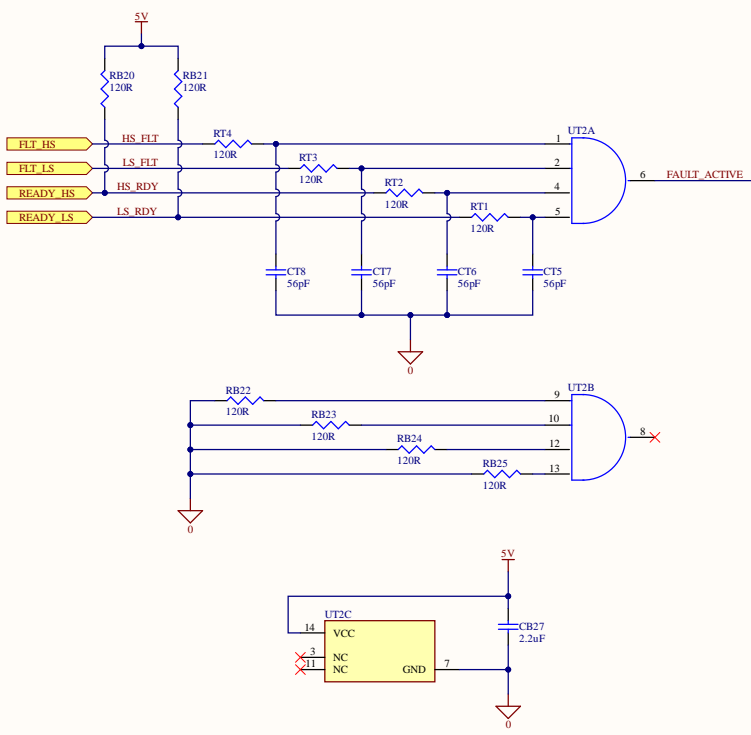 5V
RB20
120R
RB21
120R
FLT_HS
HS_FLT
RT4
120R
1
UT2A
FLT_LS
LS_FLT
RT3
120R
2
READY_HS
HS_RDY
RT2
120R
4
6
FAULT_ACTIVE
READY_LS
LS_RDY
RT1
120R
5
CT8
56pF
CT7
56pF
CT6
56pF
CT5
56pF
0
RB22
120R
9
UT2B
RB23
120R
10
8
RB24
120R
12
RB25
120R
13
0
5V
UT2C
14
VCC
3
NC
11
NC
GND
7
CB27
2.2uF
0